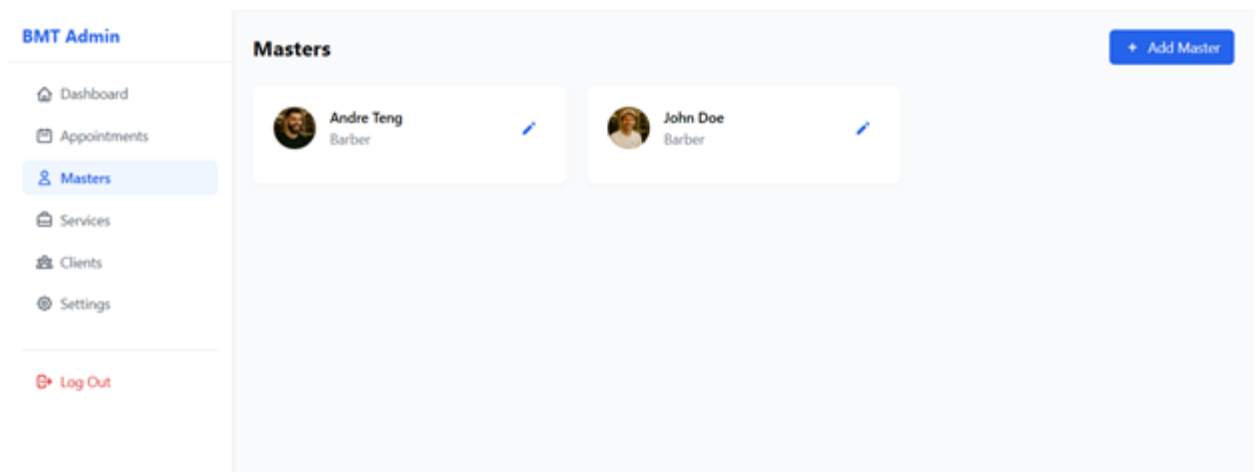 BMT Admin
Dashboard
Appointments
Masters
Services
Clients
Settings
Log Out
Masters
+ Add Master
Andre Teng
Barber
John Doe
Barber